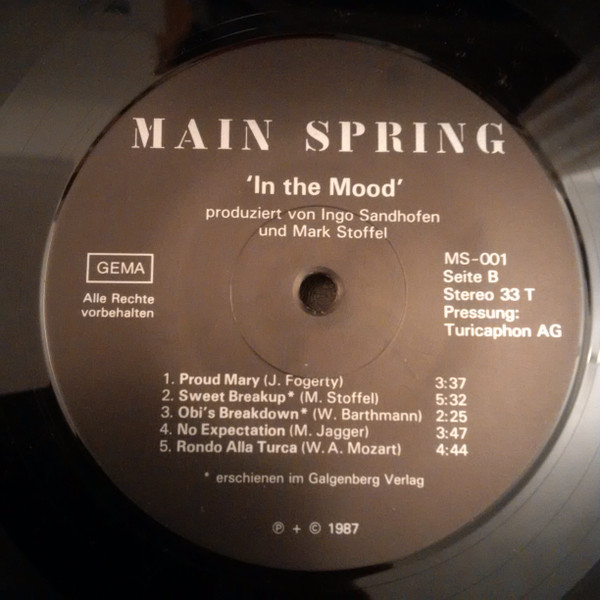 MAIN SPRING
'In the Mood'
produziert von Ingo Sandhofen
und Mark Stoffel
GEMA
Alle Rechte
vorbehalten
MS-001
Seite B
Stereo 33 T
Pressung:
Turicaphon AG
1. Proud Mary (J. Fogerty) 3:37
2. Sweet Breakup* (M. Stoffel) 5:32
3. Obi's Breakdown* (W. Barthmann) 2:25
4. No Expectation (M. Jagger) 3:47
5. Rondo Alla Turca (W. A. Mozart) 4:44
* erschienen im Galgenberg Verlag
℗ + © 1987